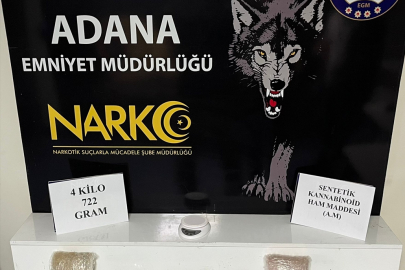 ADANA
EMNİYET MÜDÜRLÜĞÜ
EGM
NARKO
NARKOTİK SUÇLARLA MÜCADELE ŞUBE MÜDÜRLÜĞÜ
4 KİLO
722
GRAM
SENTETİK
KANNABİNOİD
HAM MADDESİ
(A.M)